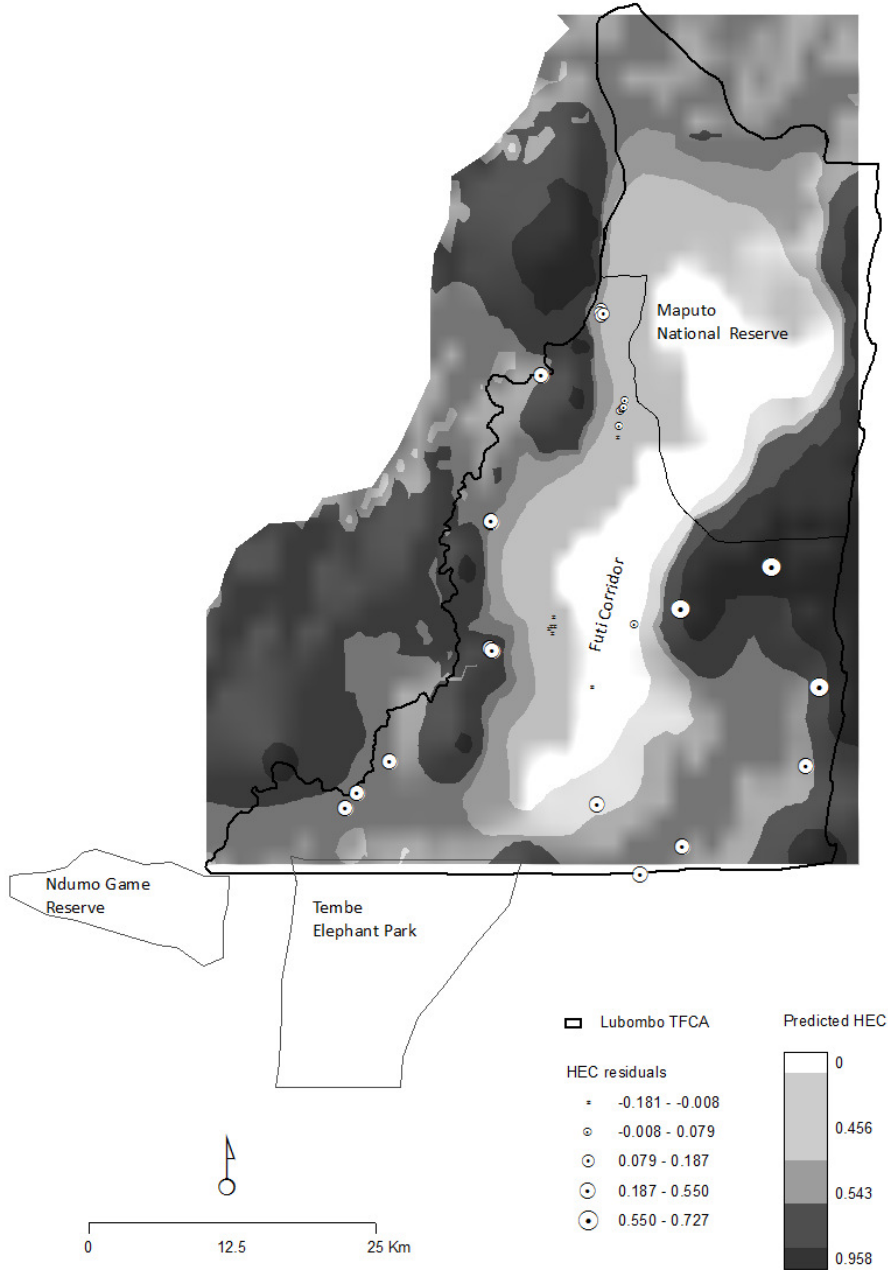 Maputo
National Reserve
Futi Corridor
Ndumo Game
Reserve
Tembe
Elephant Park
Lubombo TFCA
HEC residuals
-0.181 - -0.008
-0.008 - 0.079
0.079 - 0.187
0.187 - 0.550
0.550 - 0.727
Predicted HEC
0
0.456
0.543
0.958
0 12.5 25 Km